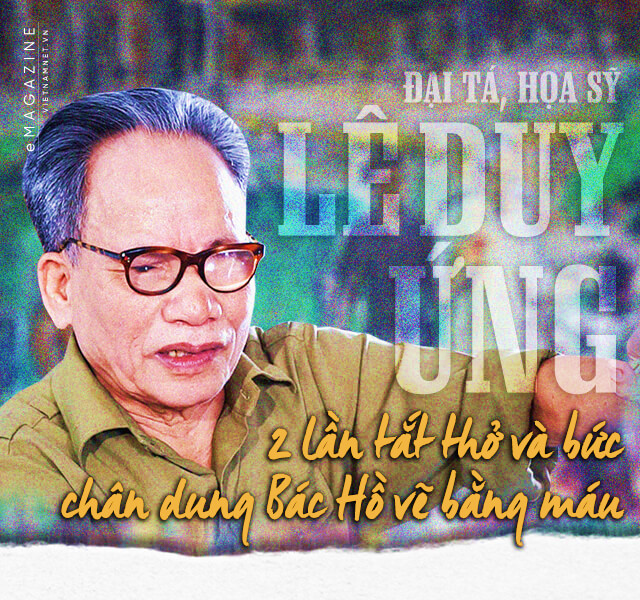 eMAGAZINE
VIETNAMNET.VN
ĐẠI TÁ, HỌA SỸ
LÊ DUY
ỨNG
2 lần tắt thở và bức
chân dung Bác Hồ vẽ bằng máu